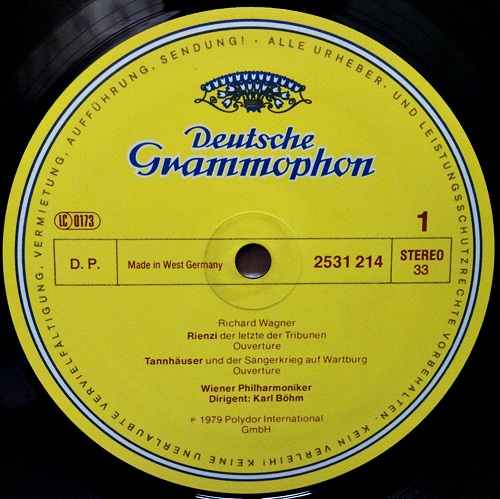 ALLE URHEBER- UND LEISTUNGSSCHUTZRECHTE VORBEHALTEN. KEIN VERLEIH! KEINE UNERLAUBTE VERVIELFÄLTIGUNG, VERMIETUNG, AUFFÜHRUNG, SENDUNG! -
Deutsche
Grammophon
LC 0173
1
D. P.
Made in West Germany
2531 214
STEREO
33
Richard Wagner
Rienzi der letzte der Tribunen
Ouvertüre
Tannhäuser und der Sängerkrieg auf Wartburg
Ouvertüre
Wiener Philharmoniker
Dirigent: Karl Böhm
℗ 1979 Polydor International
GmbH